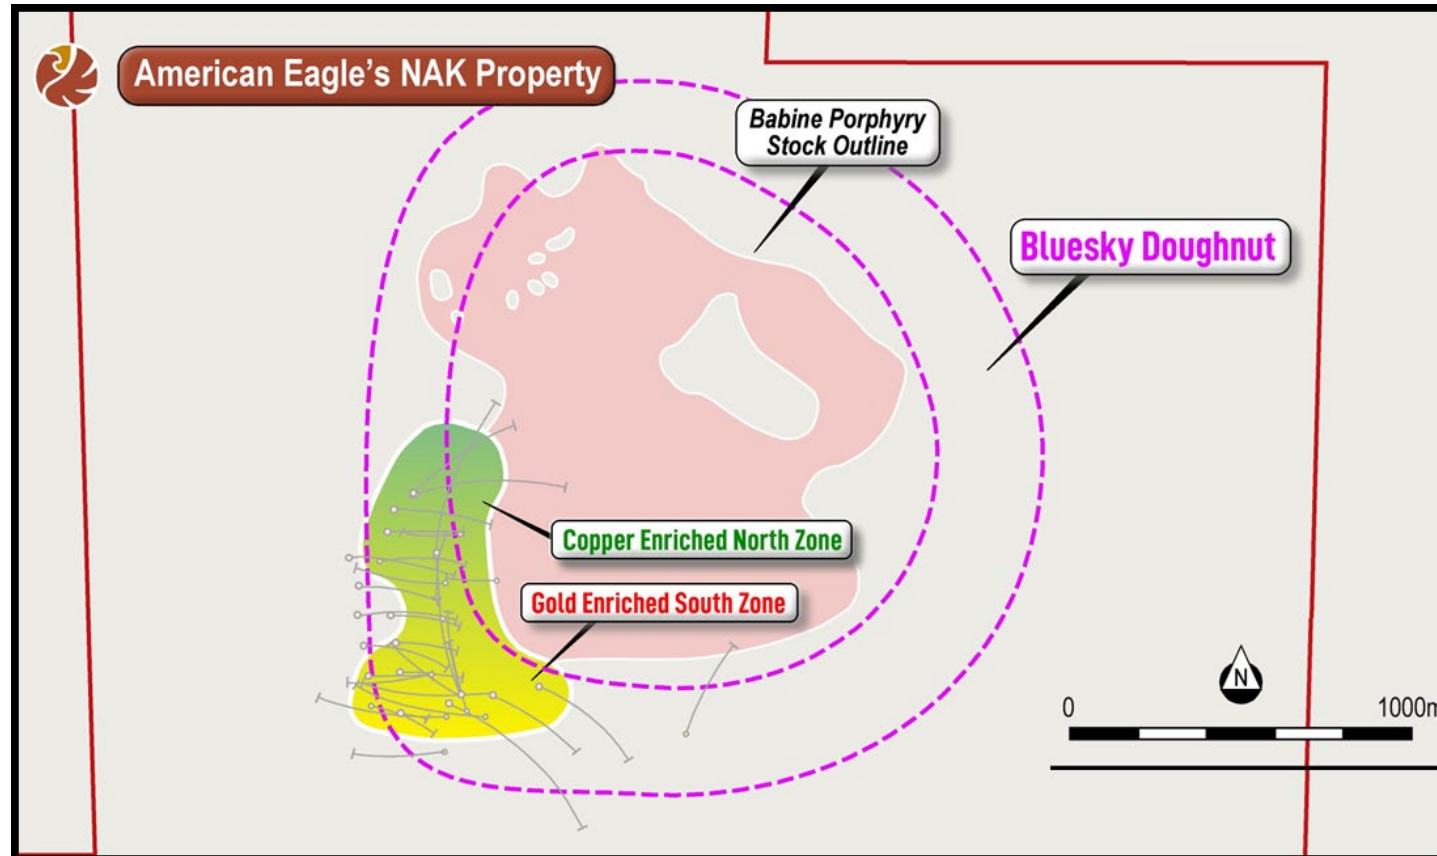 American Eagle's NAK Property
Babine Porphyry
Stock Outline
Bluesky Doughnut
Copper Enriched North Zone
Gold Enriched South Zone
N
0
1000m